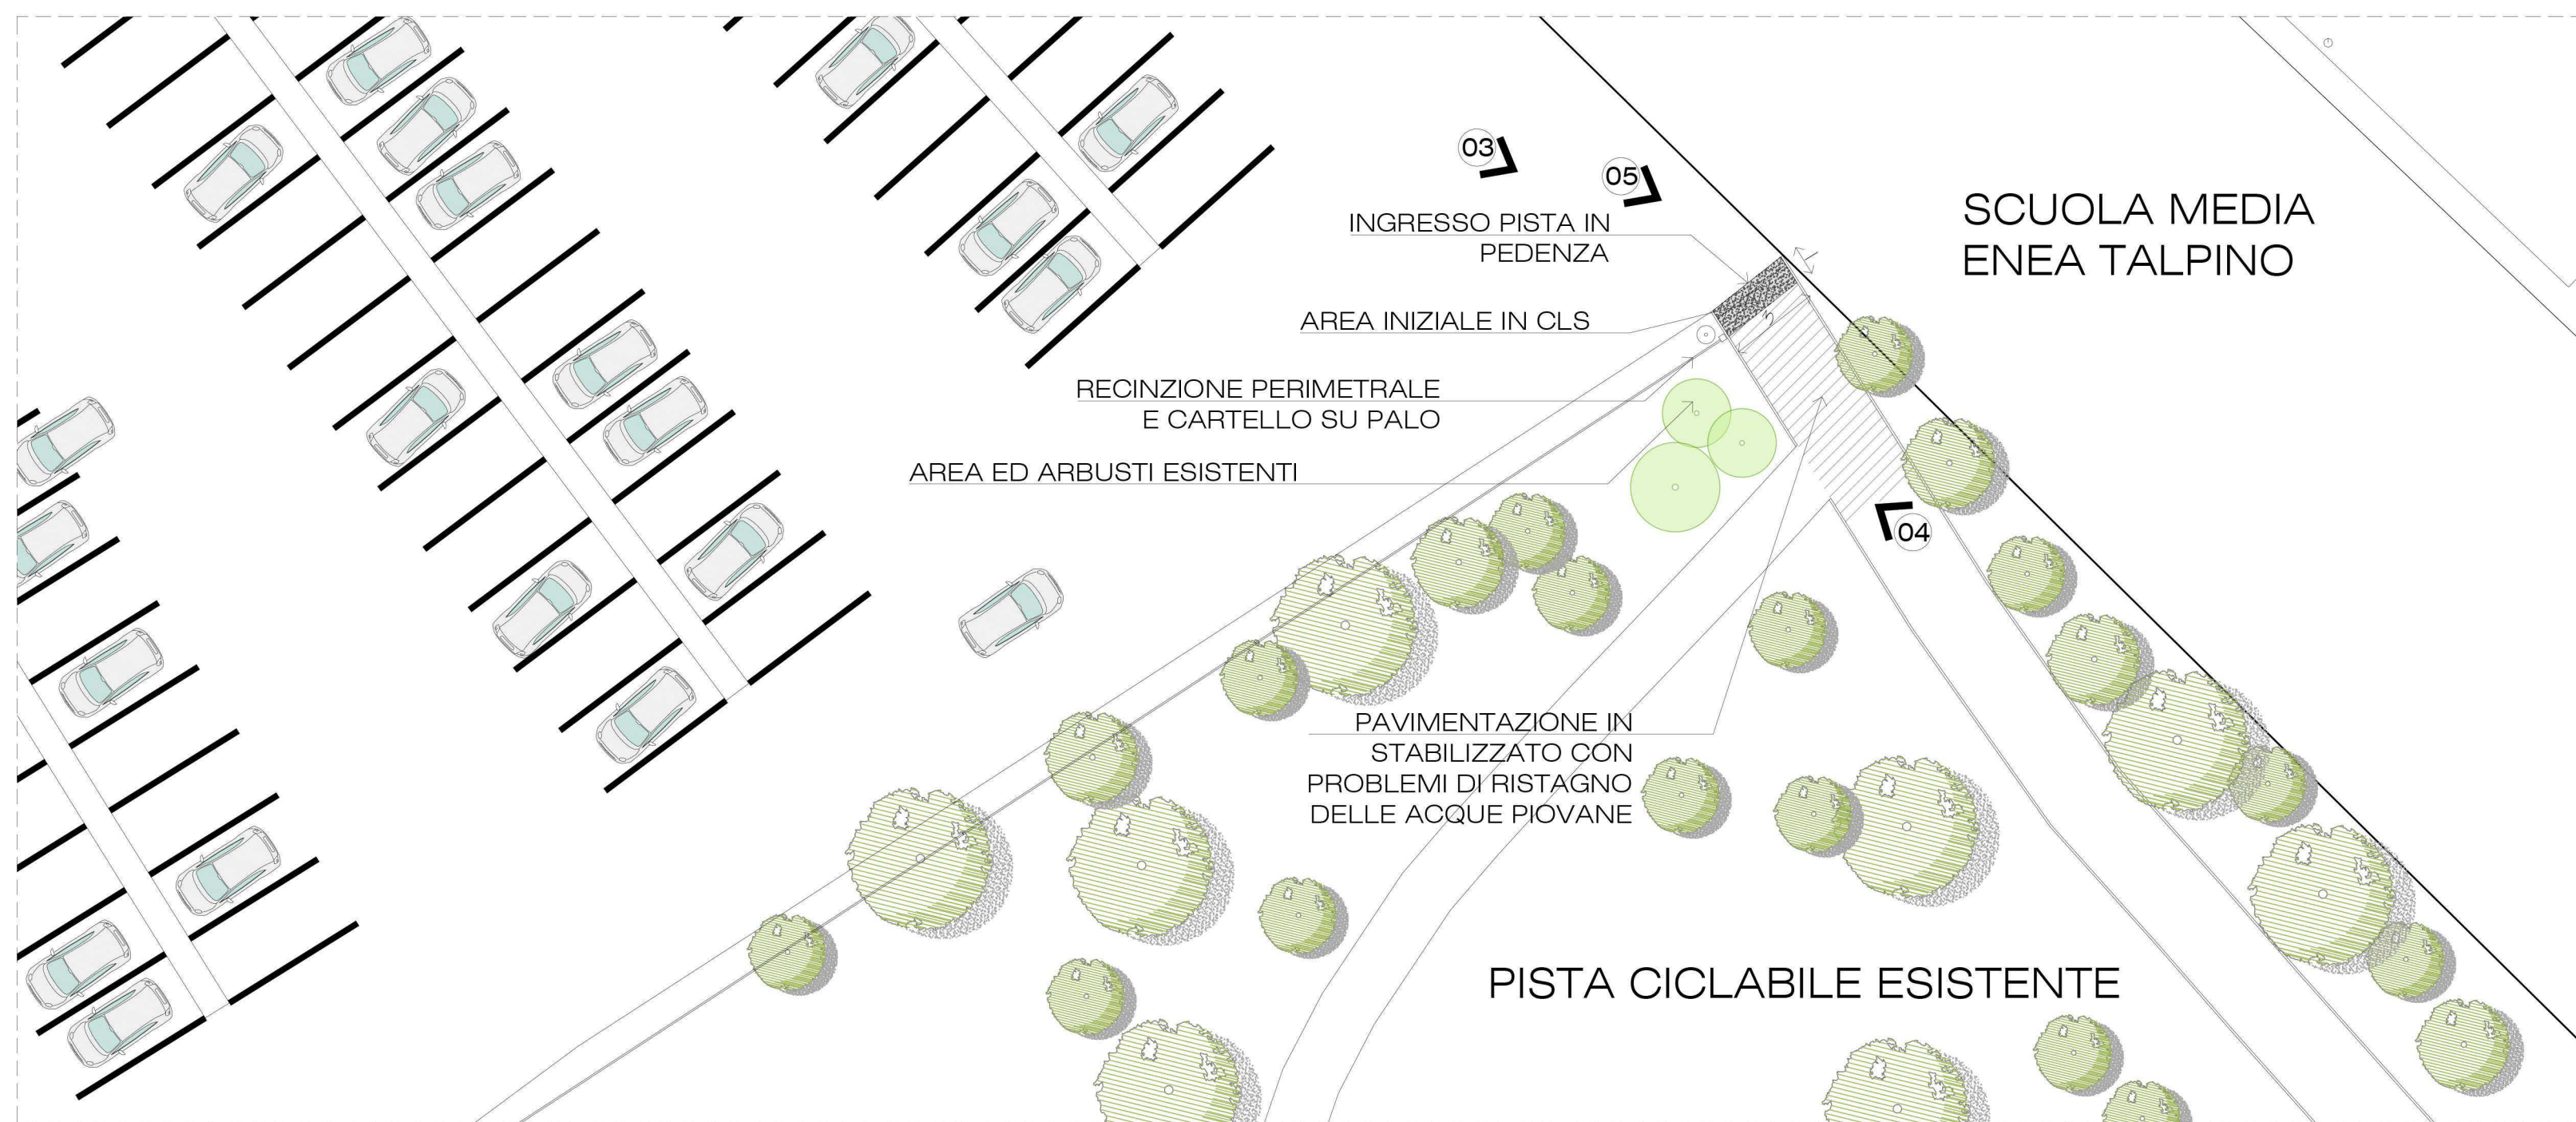 03
05
SCUOLA MEDIA
ENEA TALPINO
INGRESSO PISTA IN
PEDENZA
AREA INIZIALE IN CLS
RECINZIONE PERIMETRALE
E CARTELLO SU PALO
AREA ED ARBUSTI ESISTENTI
04
PAVIMENTAZIONE IN
STABILIZZATO CON
PROBLEMI DI RISTAGNO
DELLE ACQUE PIOVANE
PISTA CICLABILE ESISTENTE